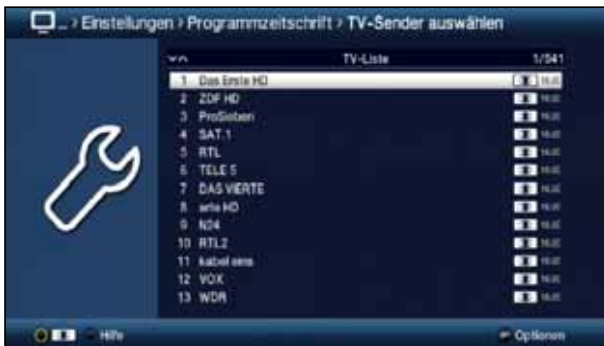 ... › Einstellungen › Programmzeitschrift › TV-Sender auswählen
TV-Liste 1/541
1 Das Erste HD
2 ZDF HD
3 ProSieben
4 SAT.1
5 RTL
6 TELE 5
7 DAS VIERTE
8 arte HD
9 N24
10 RTL2
11 kabel eins
12 VOX
13 WDR
Hilfe Optionen